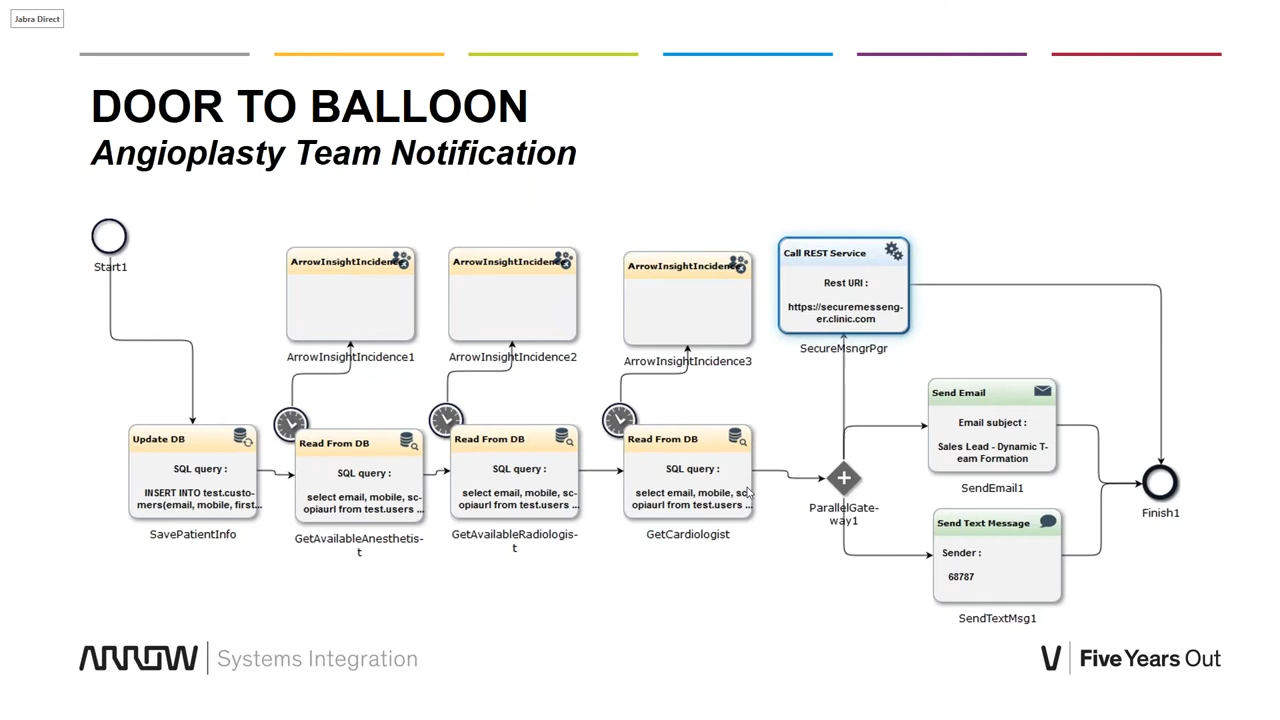 Jabra Direct
DOOR TO BALLOON
Angioplasty Team Notification
Start1
ArrowInsightIncidence
ArrowInsightIncidence1
ArrowInsightIncidence
ArrowInsightIncidence2
ArrowInsightIncidence
ArrowInsightIncidence3
Call REST Service
Rest URI :
https://securemesseng-
er.clinic.com
SecureMsngrPgr
Update DB
SQL query :
INSERT INTO test.custo-
mers(email, mobile, first...
SavePatientInfo
Read From DB
SQL query :
select email, mobile, sc-
opiaurl from test.users ...
GetAvailableAnesthetis-
t
Read From DB
SQL query :
select email, mobile, sc-
opiaurl from test.users ...
GetAvailableRadiologis-
t
Read From DB
SQL query :
select email, mobile, sc-
opiaurl from test.users ...
GetCardiologist
ParallelGate-
way1
Send Email
Email subject :
Sales Lead - Dynamic T-
eam Formation
SendEmail1
Send Text Message
Sender :
68787
SendTextMsg1
Finish1
ARROW Systems Integration
Five Years Out